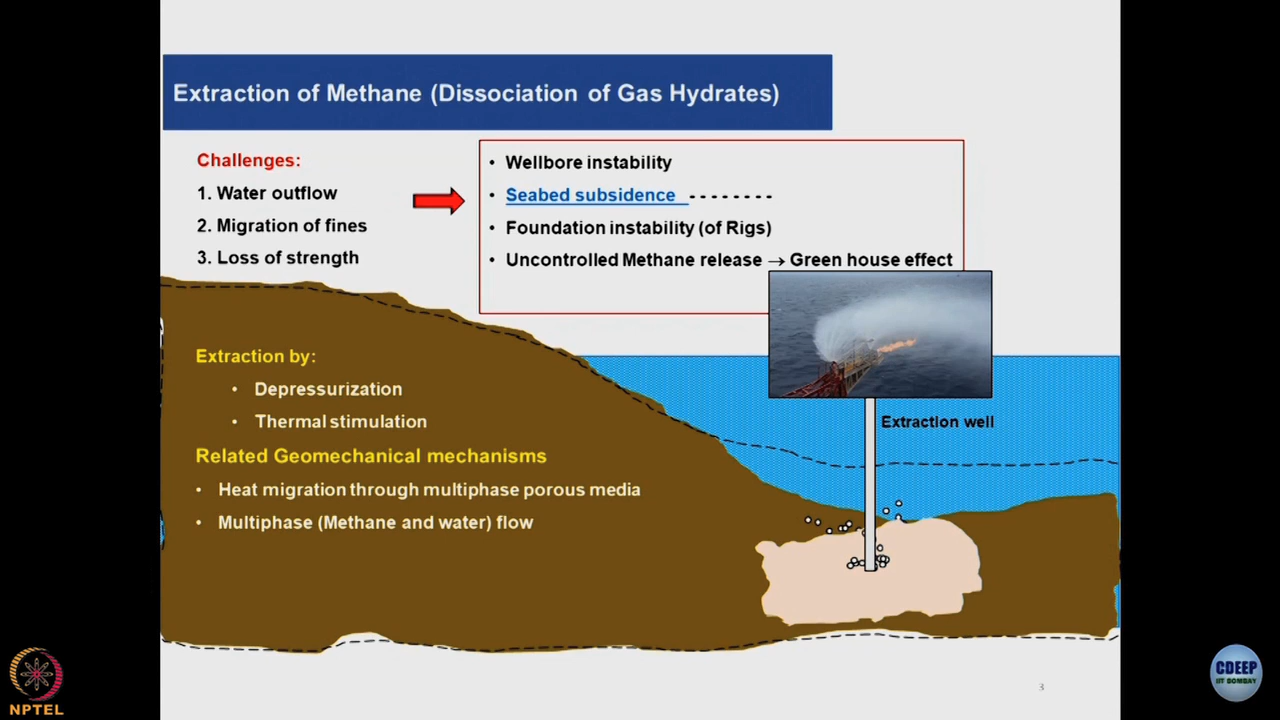 Extraction of Methane (Dissociation of Gas Hydrates)
Challenges:
1. Water outflow
2. Migration of fines
3. Loss of strength
• Wellbore instability
• Seabed subsidence --------
• Foundation instability (of Rigs)
• Uncontrolled Methane release → Green house effect
Extraction by:
• Depressurization
• Thermal stimulation
Related Geomechanical mechanisms
• Heat migration through multiphase porous media
• Multiphase (Methane and water) flow
Extraction well
3
NPTEL
CDEEP
IIT BOMBAY